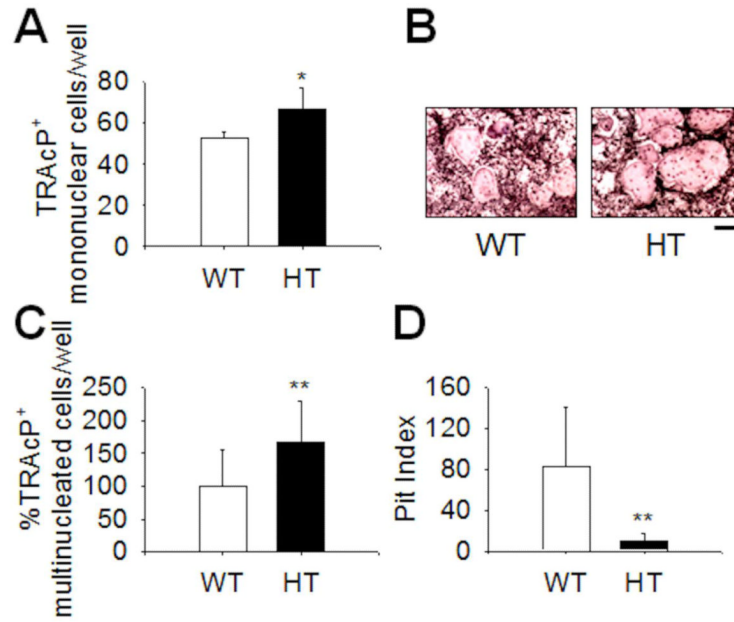 A
TRAcP+
mononuclear cells/well
80
60
40
20
0
*
WT
HT
B
WT
HT
C
%TRAcP+
multinucleated cells/well
250
200
150
100
50
0
**
WT
HT
D
Pit Index
160
120
80
40
0
**
WT
HT